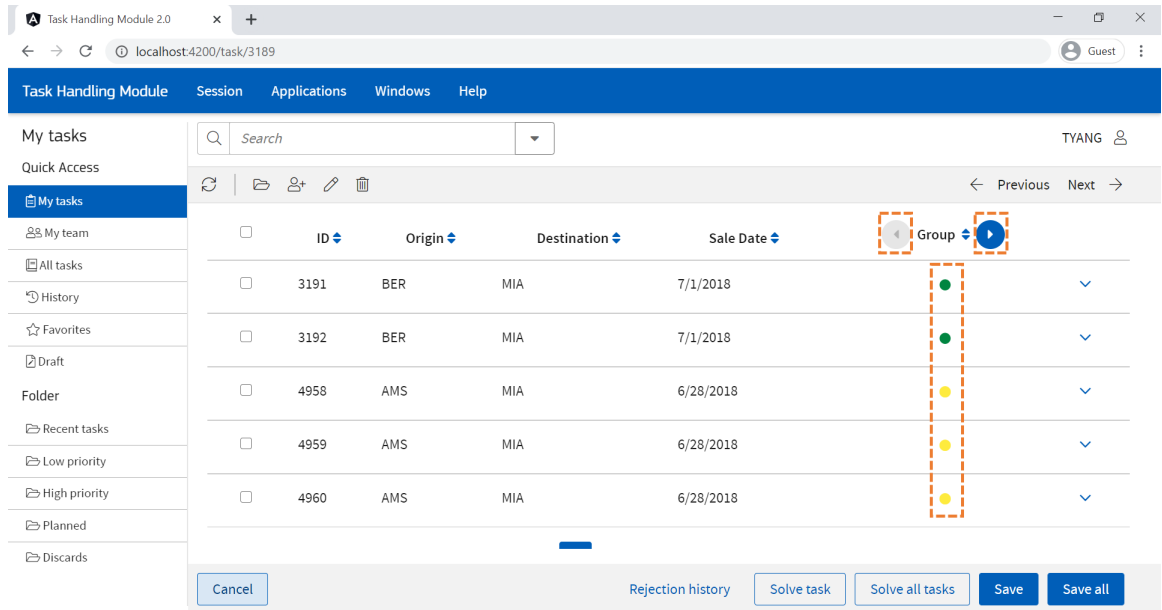 Task Handling Module 2.0
localhost:4200/task/3189
Guest
Task Handling Module Session Applications Windows Help
My tasks
Search
TYANG
Quick Access
Previous Next
My tasks
My team
All tasks
History
Favorites
Draft
Folder
Recent tasks
Low priority
High priority
Planned
Discards
ID Origin Destination Sale Date Group
3191 BER MIA 7/1/2018
3192 BER MIA 7/1/2018
4958 AMS MIA 6/28/2018
4959 AMS MIA 6/28/2018
4960 AMS MIA 6/28/2018
Cancel Rejection history Solve task Solve all tasks Save Save all